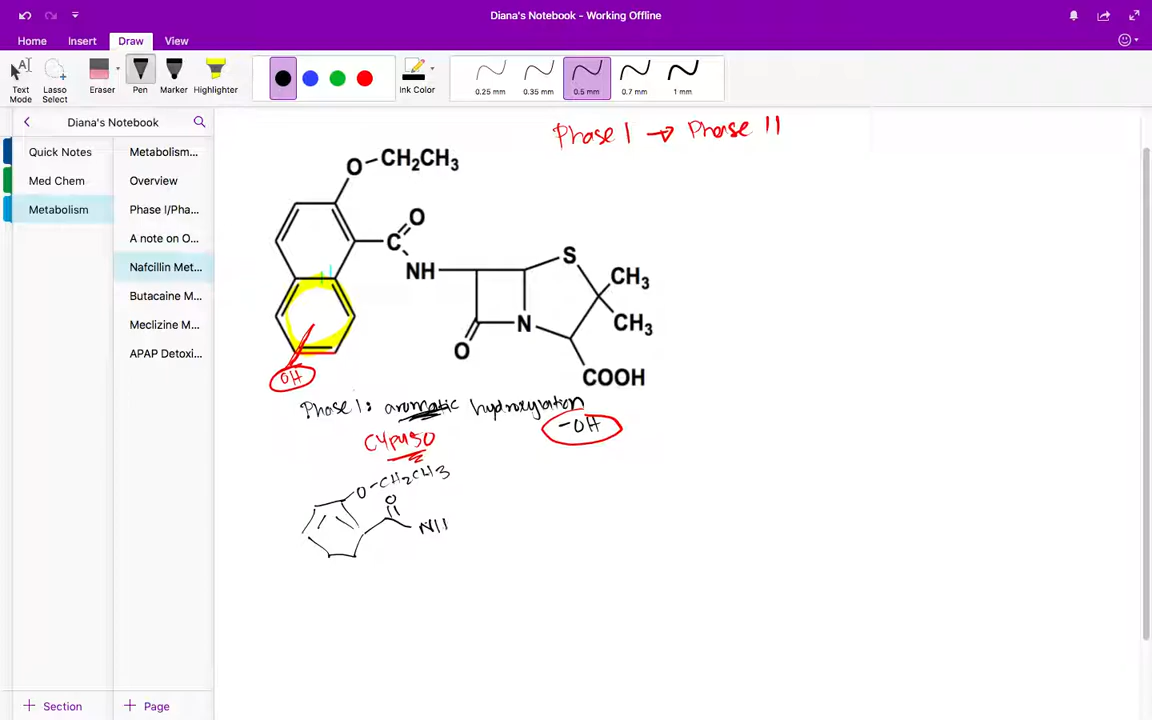 Diana's Notebook - Working Offline
Home Insert Draw View
Text Mode
Lasso Select
Eraser
Pen
Marker
Highlighter
Ink Color
0.25 mm 0.35 mm 0.5 mm 0.7 mm 1 mm
Diana's Notebook
Quick Notes
Med Chem
Metabolism
Metabolism...
Overview
Phase I/Pha...
A note on O...
Nafcillin Met...
Butacaine M...
Meclizine M...
APAP Detoxi...
+ Section
+ Page
Phase I → Phase II
O-CH₂CH₃
O
C
NH
S
CH₃
CH₃
N
O
COOH
OH
Phase 1: aromatic hydroxylation
-OH
CYP450
O-CH₂CH₃
O
NH